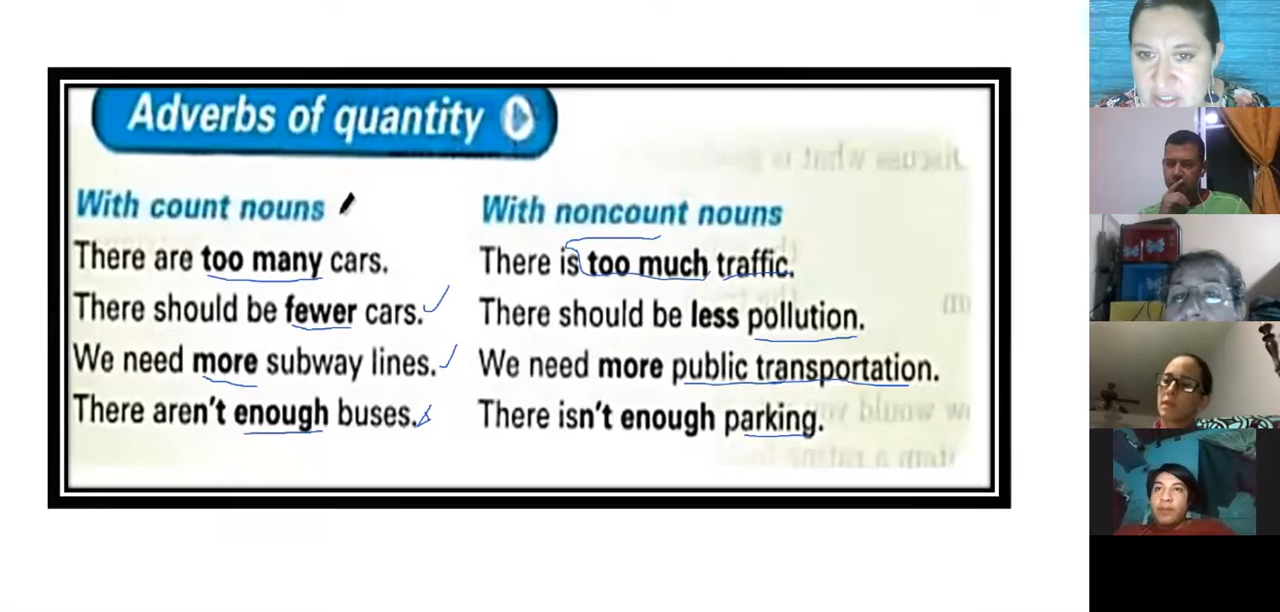 Adverbs of quantity
With count nouns
There are too many cars.
There should be fewer cars.
We need more subway lines.
There aren't enough buses.
With noncount nouns
There is too much traffic.
There should be less pollution.
We need more public transportation.
There isn't enough parking.